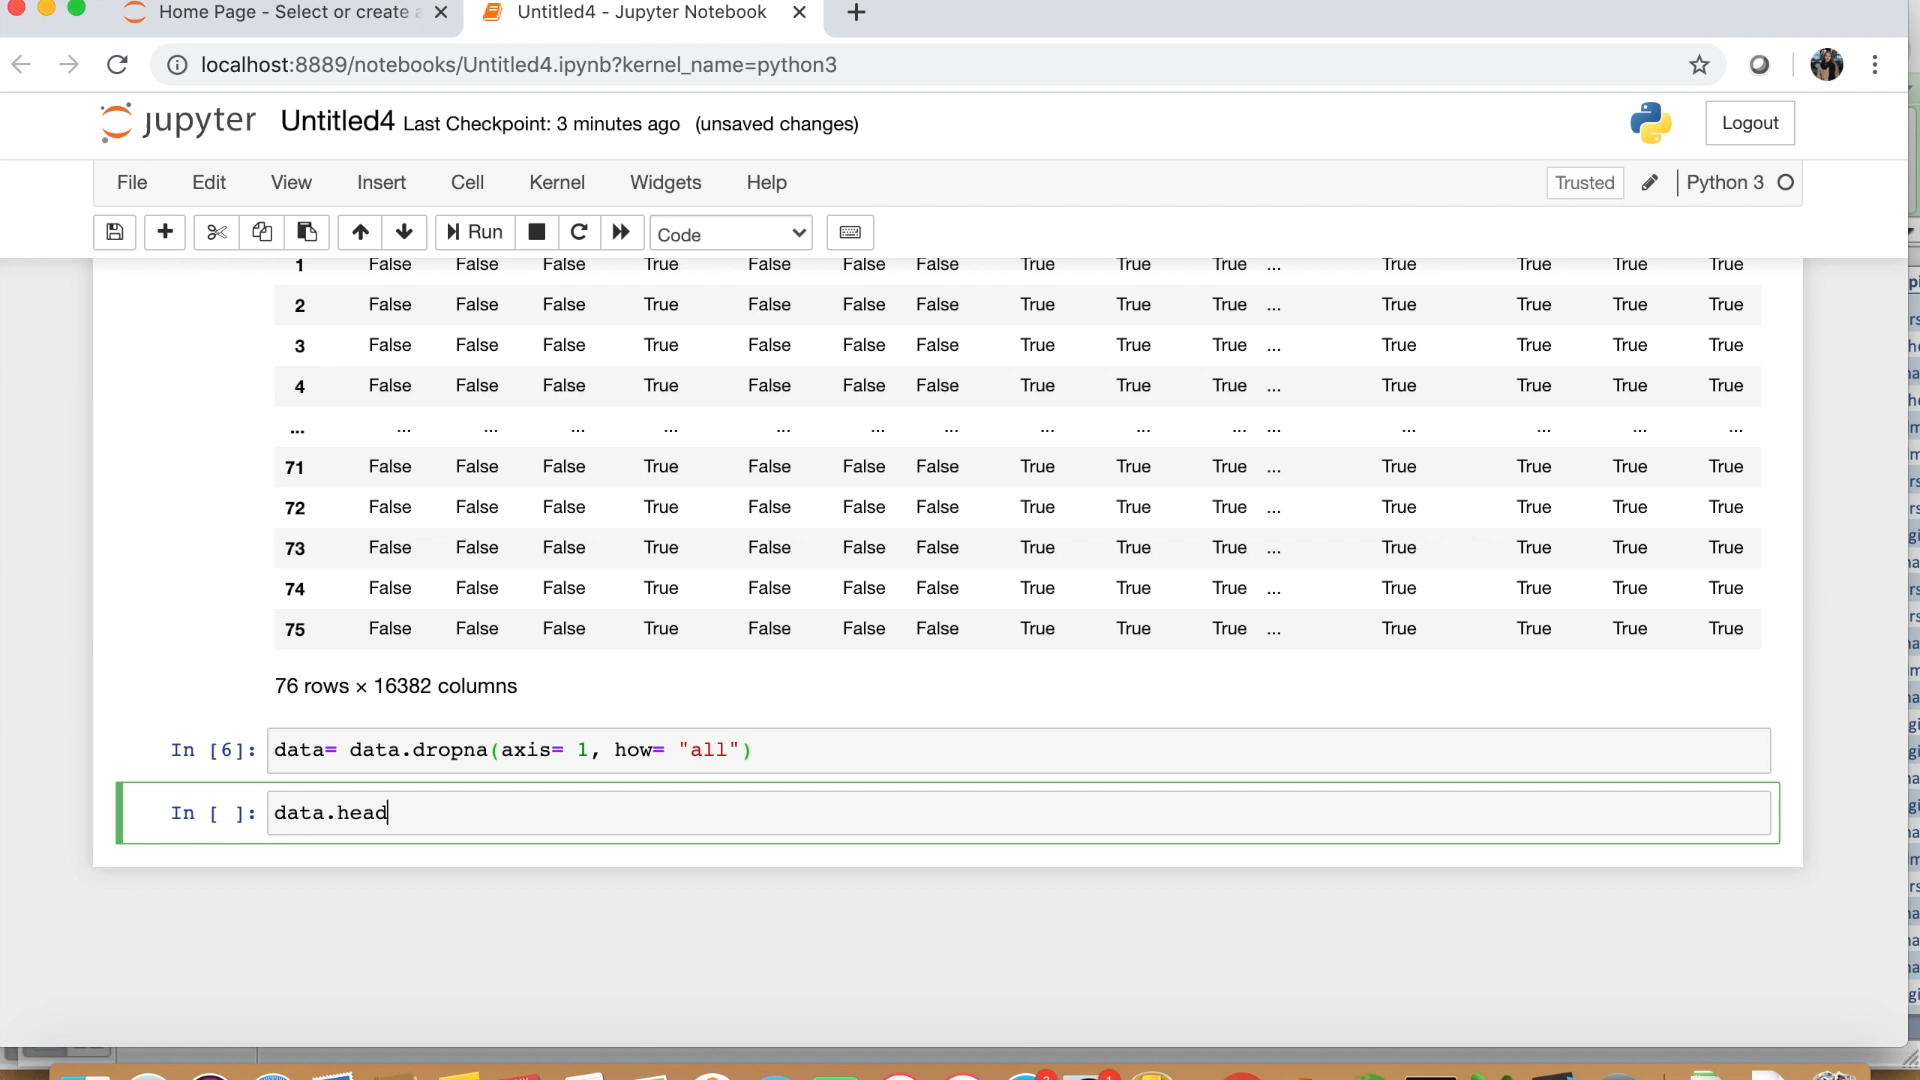 Home Page - Select or create a
Untitled4 - Jupyter Notebook
localhost:8889/notebooks/Untitled4.ipynb?kernel_name=python3
jupyter Untitled4 Last Checkpoint: 3 minutes ago (unsaved changes)
Logout
File Edit View Insert Cell Kernel Widgets Help
Trusted Python 3
Run Code
1 False False False True False False False True True True ... True True True True
2 False False False True False False False True True True ... True True True True
3 False False False True False False False True True True ... True True True True
4 False False False True False False False True True True ... True True True True
... ... ... ... ... ... ... ... ... ... ... ... ... ... ... ...
71 False False False True False False False True True True ... True True True True
72 False False False True False False False True True True ... True True True True
73 False False False True False False False True True True ... True True True True
74 False False False True False False False True True True ... True True True True
75 False False False True False False False True True True ... True True True True
76 rows × 16382 columns
In [6]: data= data.dropna(axis= 1, how= "all")
In [ ]: data.head